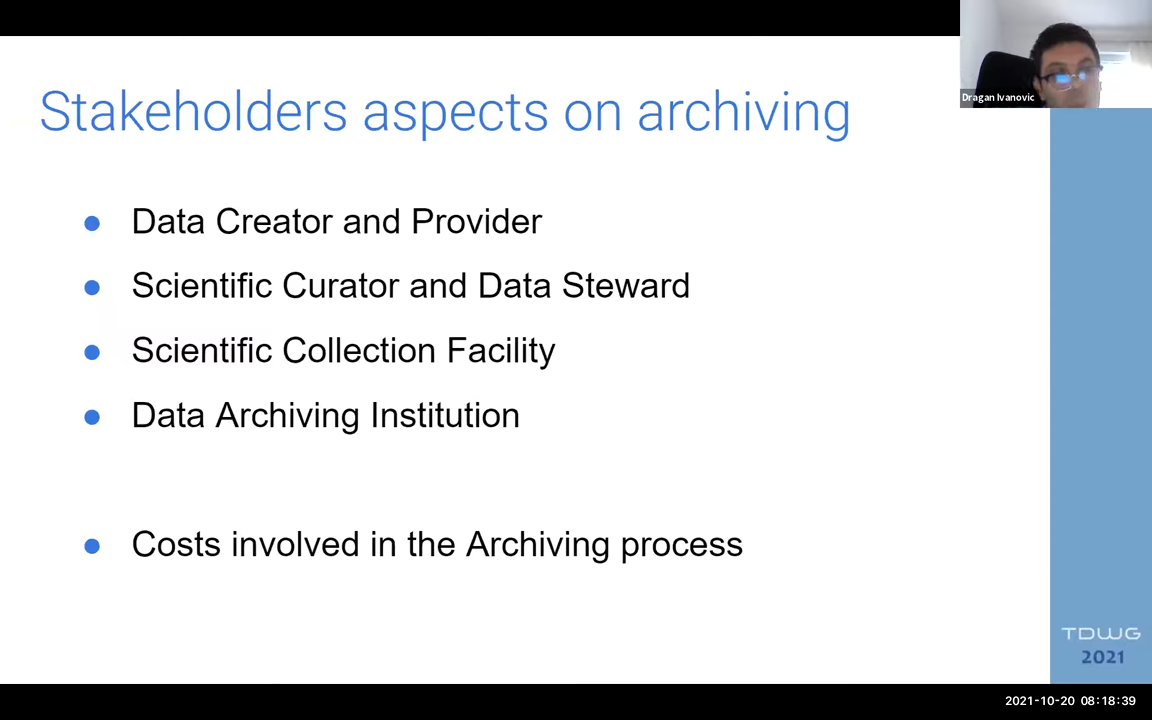 Stakeholders aspects on archiving
Dragan Ivanovic
Data Creator and Provider
Scientific Curator and Data Steward
Scientific Collection Facility
Data Archiving Institution
Costs involved in the Archiving process
TDWG
2021
2021-10-20 08:18:39